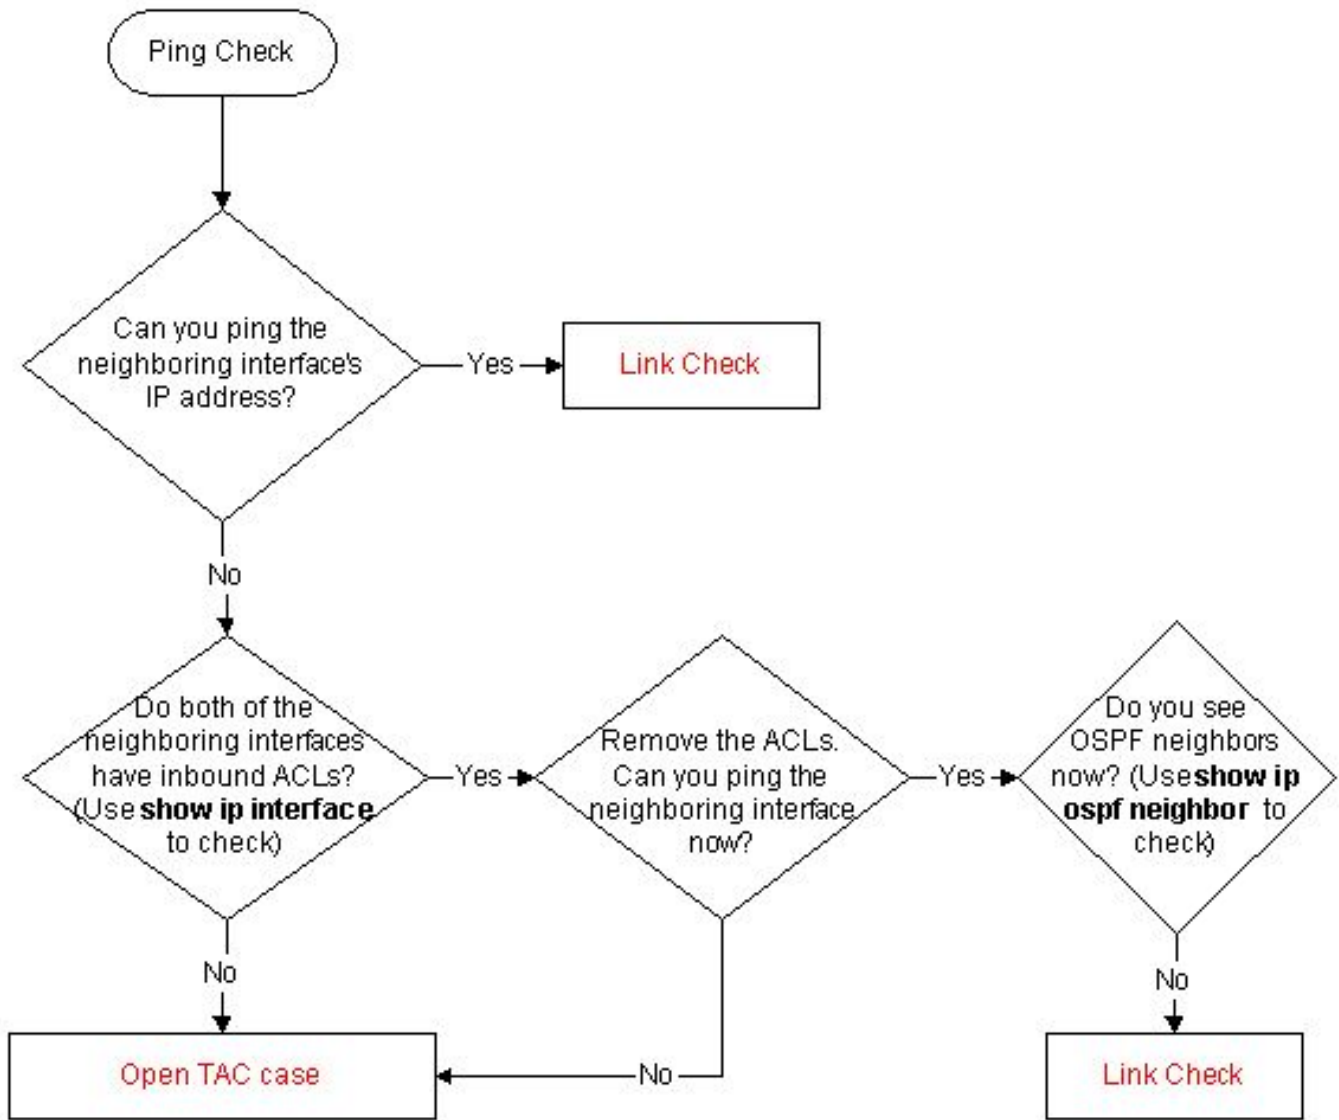 Ping Check
Can you ping the
neighboring interface's
IP address?
Yes
Link Check
No
Do both of the
neighboring interfaces
have inbound ACLs?
(Use show ip interface
to check)
Yes
Remove the ACLs.
Can you ping the
neighboring interface
now?
Yes
Do you see
OSPF neighbors
now? (Use show ip
ospf neighbor to
check)
No
No
Open TAC case
No
Link Check